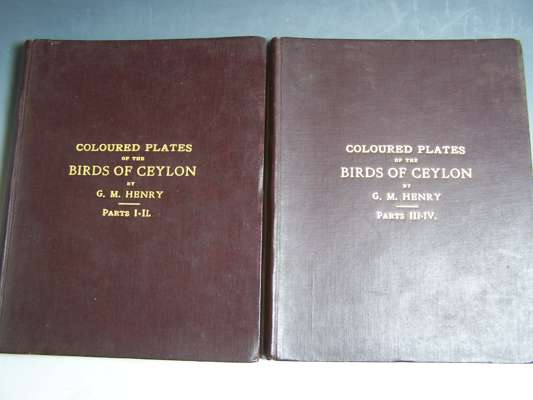 COLOURED PLATES
OF THE
BIRDS OF CEYLON
BY
G. M. HENRY
PARTS I-II.
COLOURED PLATES
OF THE
BIRDS OF CEYLON
BY
G. M. HENRY
PARTS III-IV.